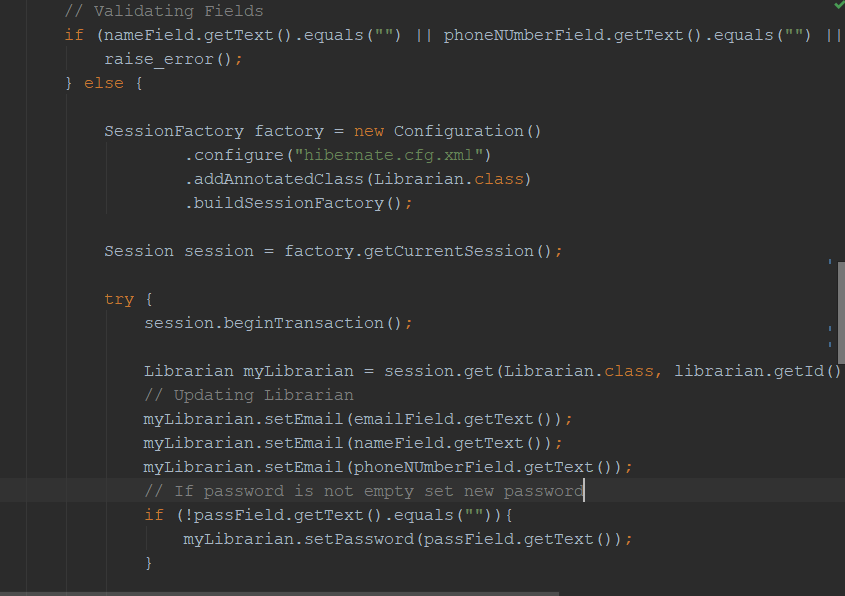 // Validating Fields
if (nameField.getText().equals("") || phoneNUmberField.getText().equals("") ||
raise_error();
} else {
SessionFactory factory = new Configuration()
.configure("hibernate.cfg.xml")
.addAnnotatedClass(Librarian.class)
.buildSessionFactory();
Session session = factory.getCurrentSession();
try {
session.beginTransaction();
Librarian myLibrarian = session.get(Librarian.class, librarian.getId()
// Updating Librarian
myLibrarian.setEmail(emailField.getText());
myLibrarian.setEmail(nameField.getText());
myLibrarian.setEmail(phoneNUmberField.getText());
// If password is not empty set new password
if (!passField.getText().equals("")){
myLibrarian.setPassword(passField.getText());
}